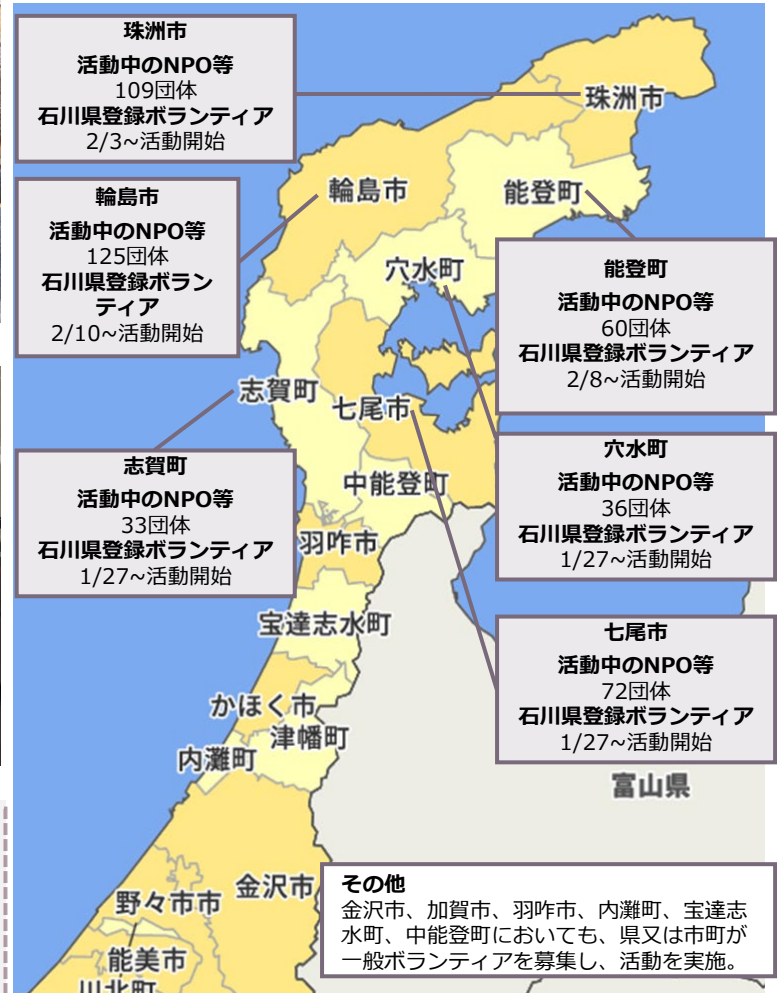 珠洲市
活動中のNPO等
109団体
石川県登録ボランティア
2/3~活動開始
珠洲市
輪島市
活動中のNPO等
125団体
石川県登録ボラン
ティア
2/10~活動開始
輪島市
能登町
穴水町
能登町
活動中のNPO等
60団体
石川県登録ボランティア
2/8~活動開始
志賀町
七尾市
中能登町
志賀町
活動中のNPO等
33団体
石川県登録ボランティア
1/27~活動開始
穴水町
活動中のNPO等
36団体
石川県登録ボランティア
1/27~活動開始
羽咋市
宝達志水町
七尾市
活動中のNPO等
72団体
石川県登録ボランティア
1/27~活動開始
かほく市
津幡町
内灘町
富山県
金沢市
野々市市
能美市
川北町
その他
金沢市、加賀市、羽咋市、内灘町、宝達志
水町、中能登町においても、県又は市町が
一般ボランティアを募集し、活動を実施。